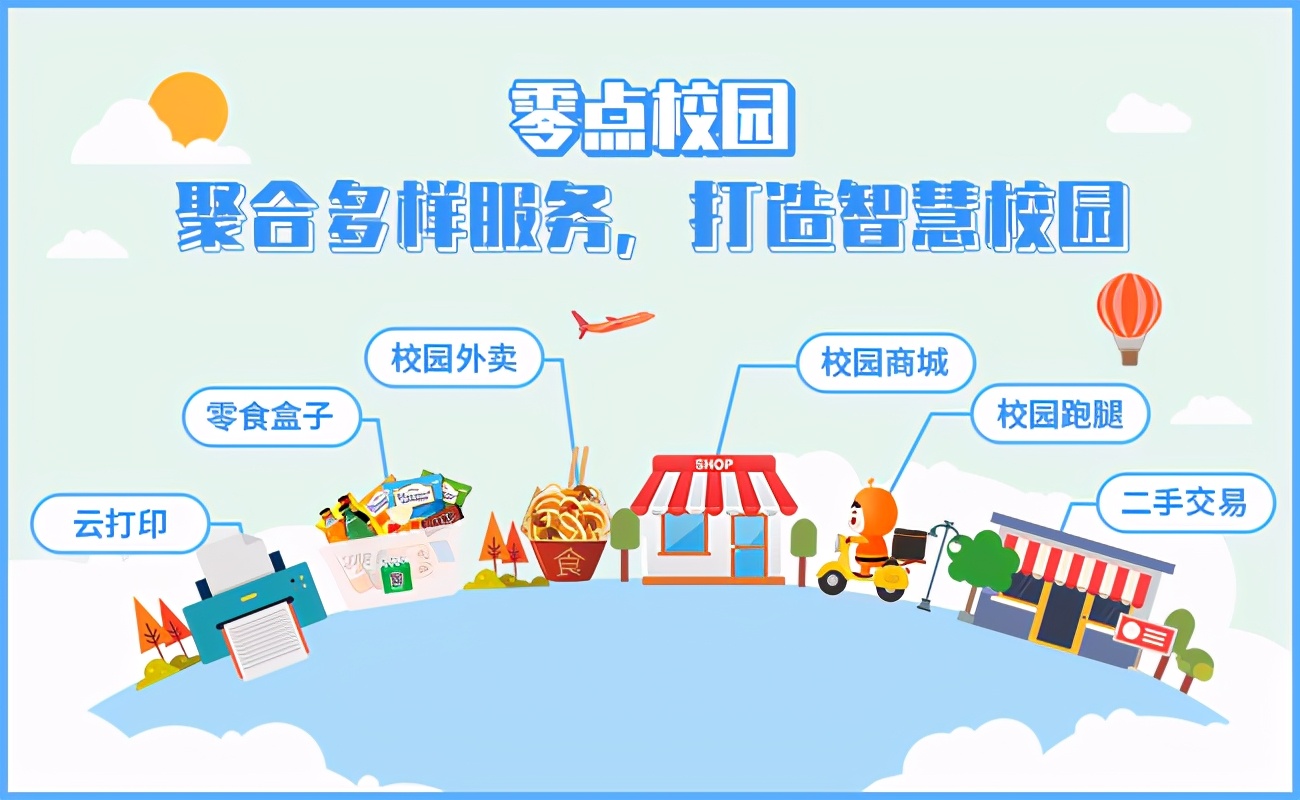 零点校园
聚合多样服务，打造智慧校园
校园外卖
校园商城
零食盒子
校园跑腿
云打印
二手交易
SHOP
食